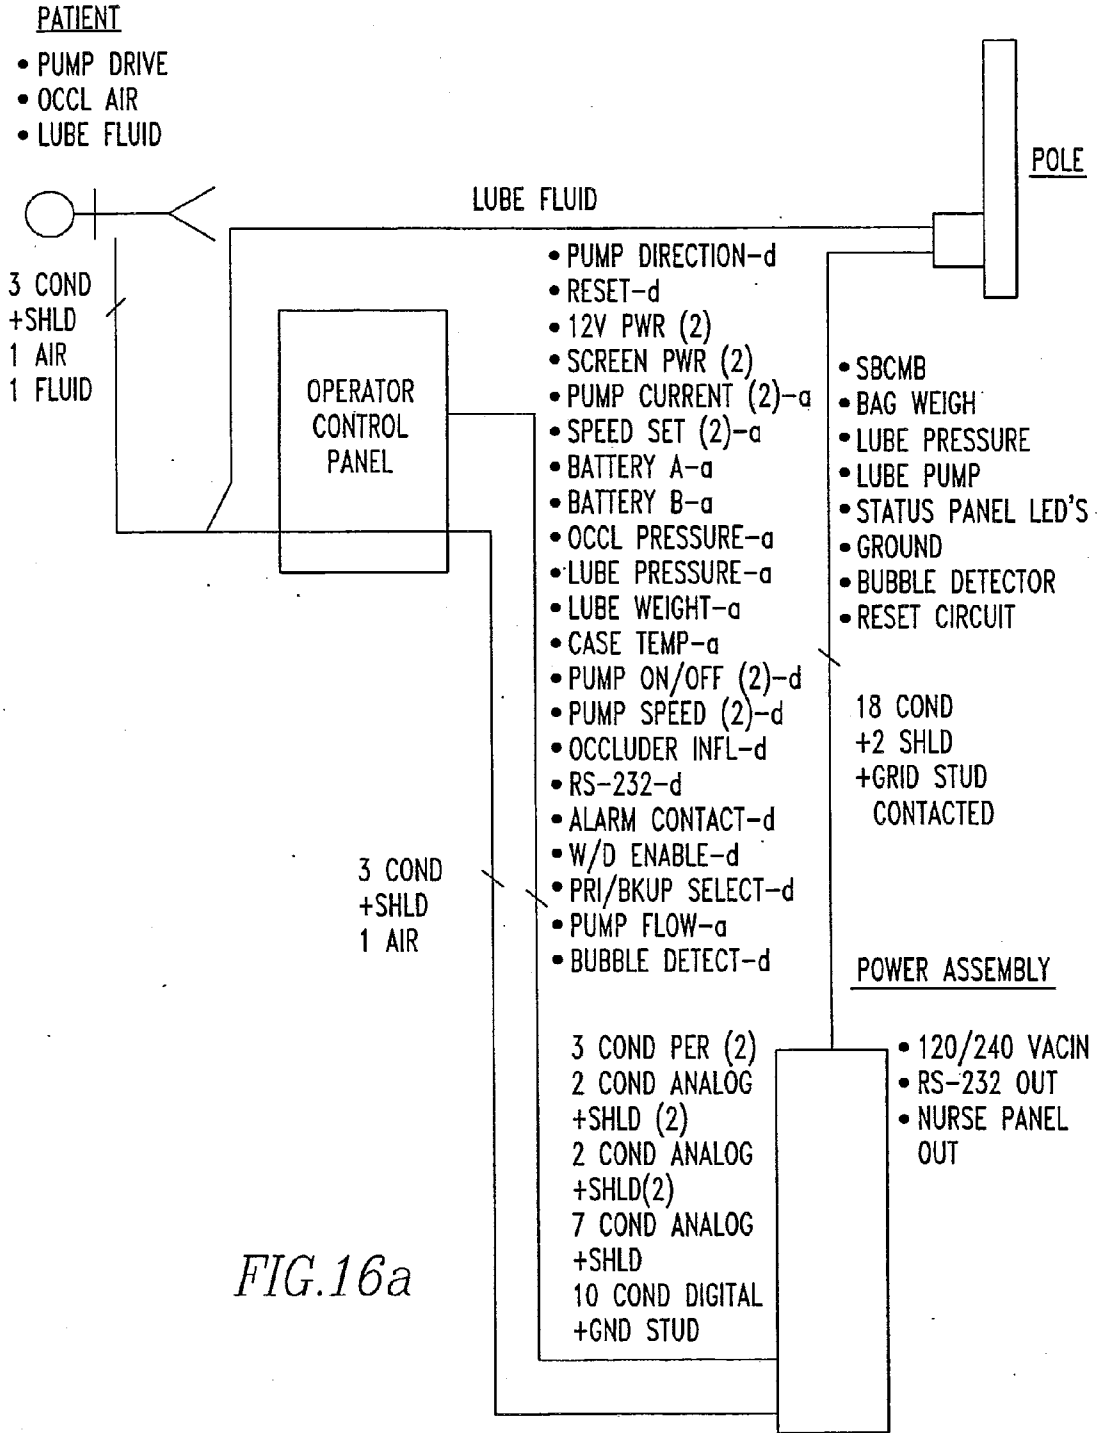 PATIENT
• PUMP DRIVE
• OCCL AIR
• LUBE FLUID
POLE
LUBE FLUID
3 COND
+SHLD
1 AIR
1 FLUID
OPERATOR
CONTROL
PANEL
• PUMP DIRECTION-d
• RESET-d
• 12V PWR (2)
• SCREEN PWR (2)
• PUMP CURRENT (2)-a
• SPEED SET (2)-a
• BATTERY A-a
• BATTERY B-a
• OCCL PRESSURE-a
• LUBE PRESSURE-a
• LUBE WEIGHT-a
• CASE TEMP-a
• PUMP ON/OFF (2)-d
• PUMP SPEED (2)-d
• OCCLUDER INFL-d
• RS-232-d
• ALARM CONTACT-d
• W/D ENABLE-d
• PRI/BKUP SELECT-d
• PUMP FLOW-a
• BUBBLE DETECT-d
• SBCMB
• BAG WEIGH
• LUBE PRESSURE
• LUBE PUMP
• STATUS PANEL LED'S
• GROUND
• BUBBLE DETECTOR
• RESET CIRCUIT
18 COND
+2 SHLD
+GRID STUD
CONTACTED
3 COND
+SHLD
1 AIR
POWER ASSEMBLY
3 COND PER (2)
2 COND ANALOG
+SHLD (2)
2 COND ANALOG
+SHLD(2)
7 COND ANALOG
+SHLD
10 COND DIGITAL
+GND STUD
• 120/240 VACIN
• RS-232 OUT
• NURSE PANEL
OUT
FIG.16a